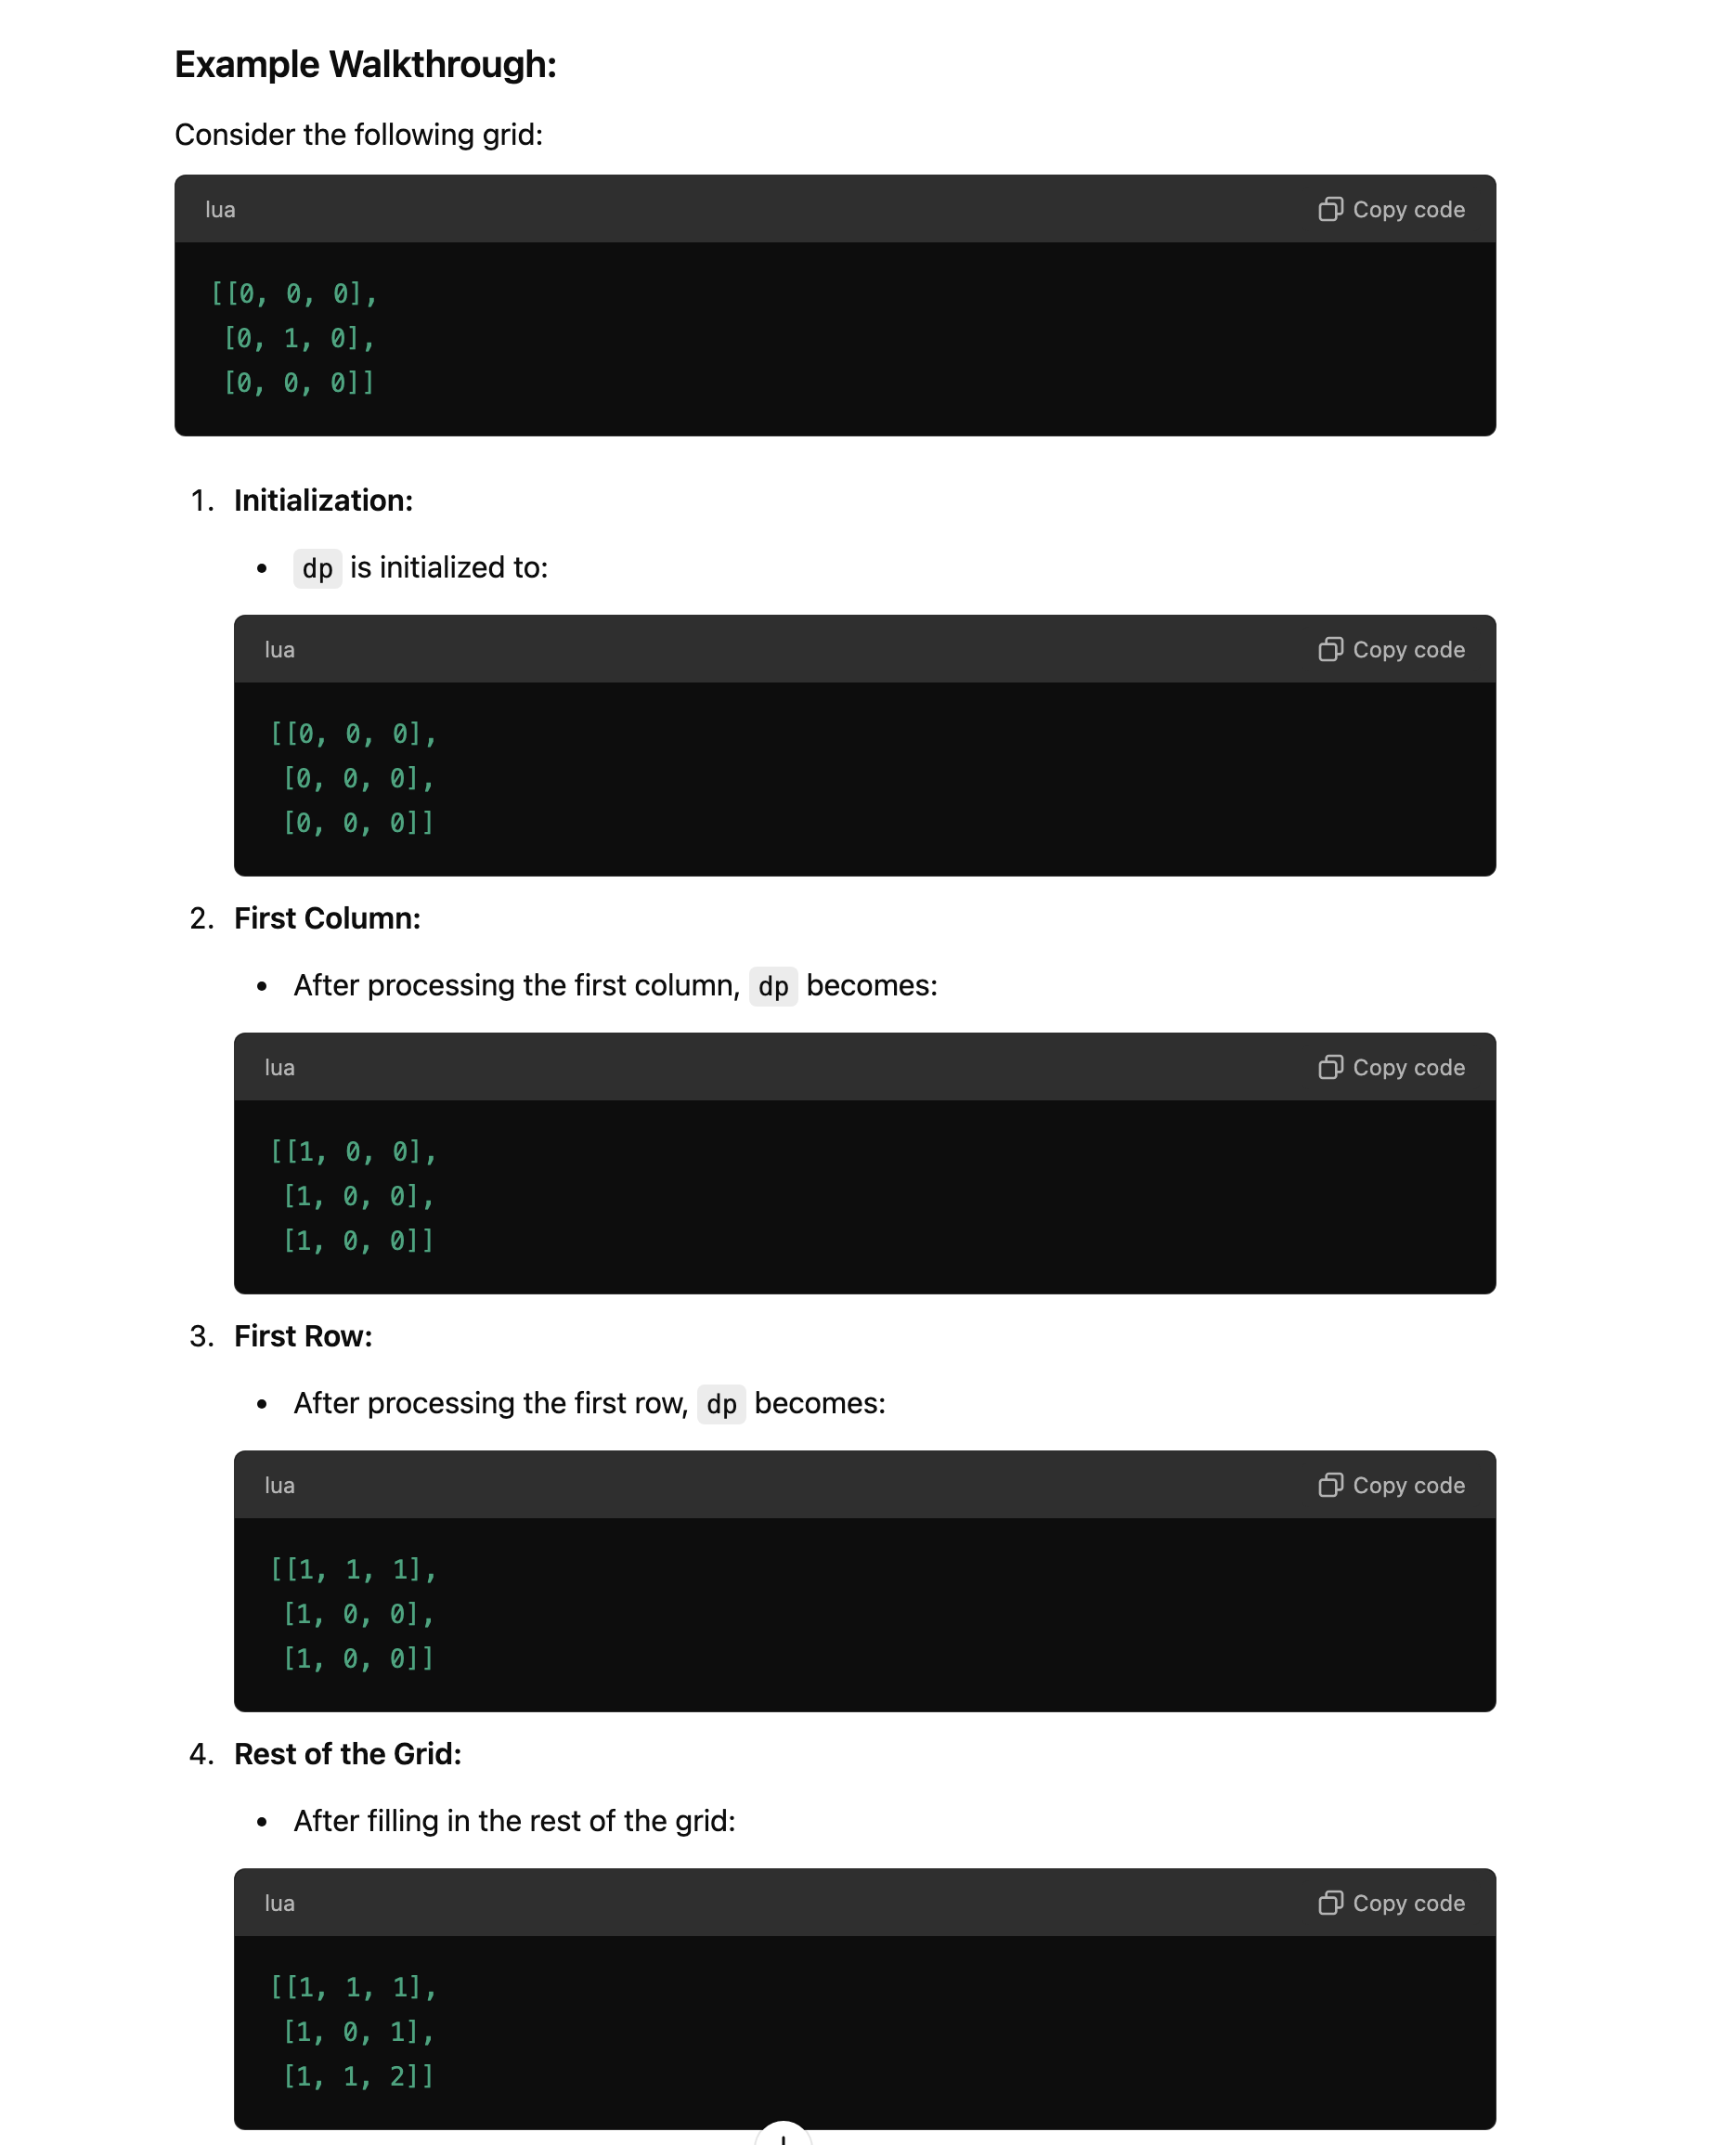 Example Walkthrough:
Consider the following grid:
lua
Copy code
[[0, 0, 0],
[0, 1, 0],
[0, 0, 0]]
1. Initialization:
• dp is initialized to:
lua
Copy code
[[0, 0, 0],
[0, 0, 0],
[0, 0, 0]]
2. First Column:
• After processing the first column, dp becomes:
lua
Copy code
[[1, 0, 0],
[1, 0, 0],
[1, 0, 0]]
3. First Row:
• After processing the first row, dp becomes:
lua
Copy code
[[1, 1, 1],
[1, 0, 0],
[1, 0, 0]]
4. Rest of the Grid:
• After filling in the rest of the grid:
lua
Copy code
[[1, 1, 1],
[1, 0, 1],
[1, 1, 2]]